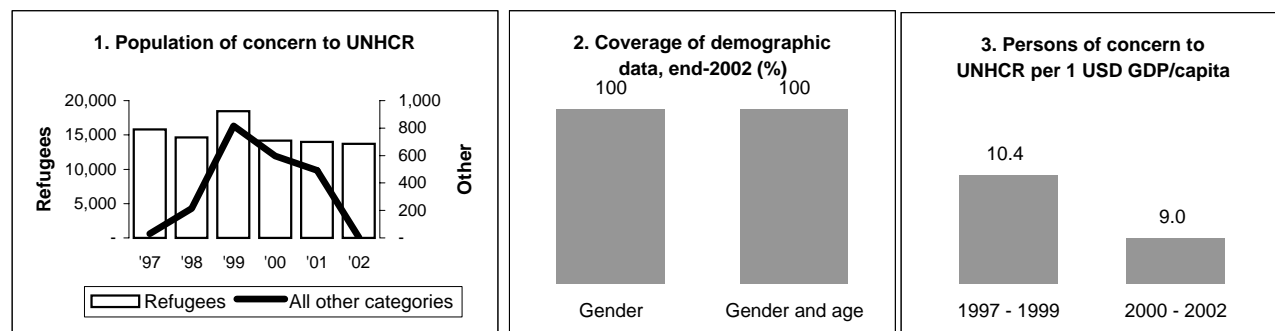 1. Population of concern to UNHCR
20,000
15,000
10,000
5,000
-
Refugees
1,000
800
600
400
200
-
Other
'97 '98 '99 '00 '01 '02
Refugees All other categories
2. Coverage of demographic
data, end-2002 (%)
100 100
Gender Gender and age
3. Persons of concern to
UNHCR per 1 USD GDP/capita
10.4
9.0
1997 - 1999 2000 - 2002